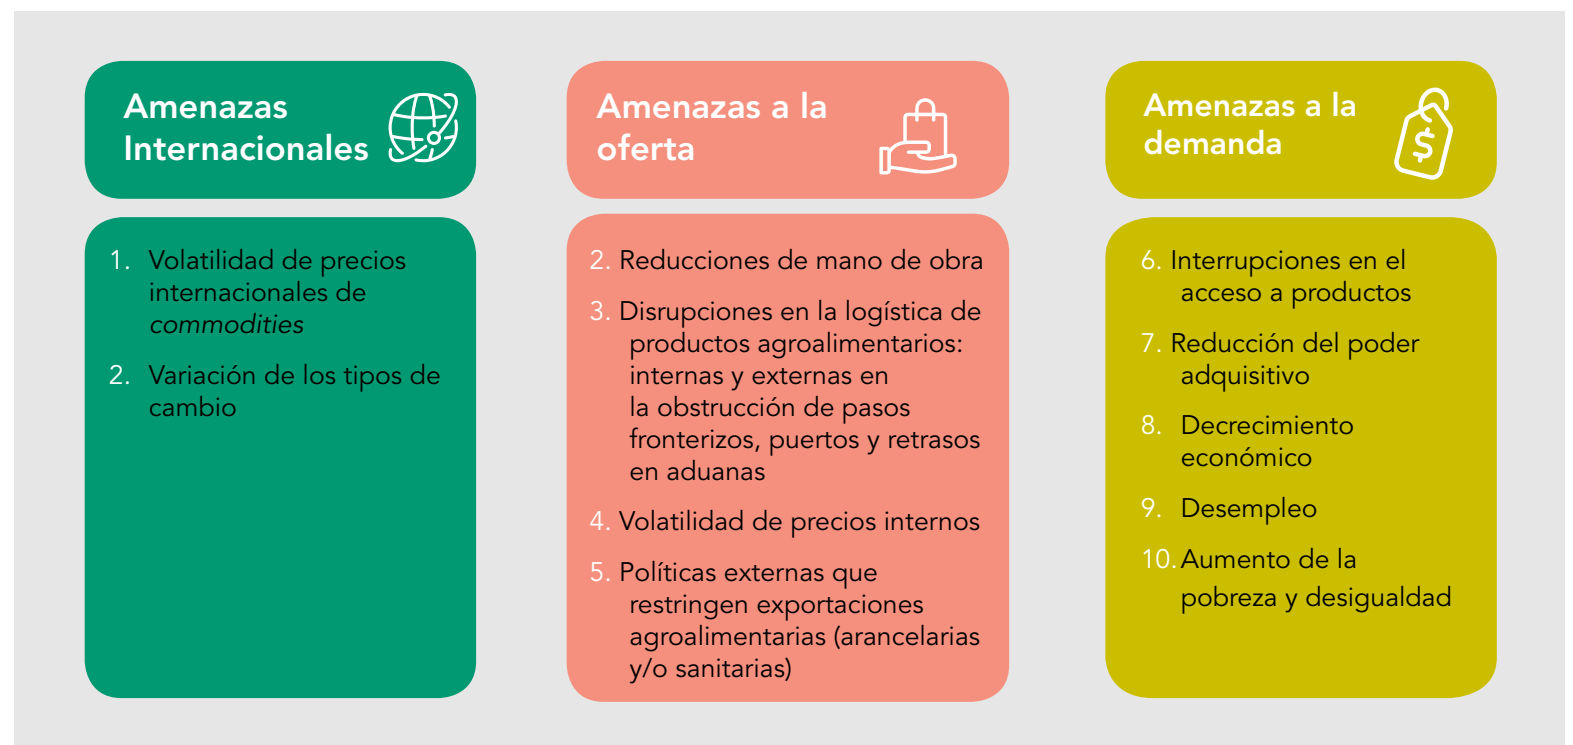 Amenazas
Internacionales
1. Volatilidad de precios
internacionales de
commodities
2. Variación de los tipos de
cambio
Amenazas a la
oferta
2. Reducciones de mano de obra
3. Disrupciones en la logística de
productos agroalimentarios:
internas y externas en
la obstrucción de pasos
fronterizos, puertos y retrasos
en aduanas
4. Volatilidad de precios internos
5. Políticas externas que
restringen exportaciones
agroalimentarias (arancelarias
y/o sanitarias)
Amenazas a la
demanda
$
6. Interrupciones en el
acceso a productos
7. Reducción del poder
adquisitivo
8. Decrecimiento
económico
9. Desempleo
10. Aumento de la
pobreza y desigualdad